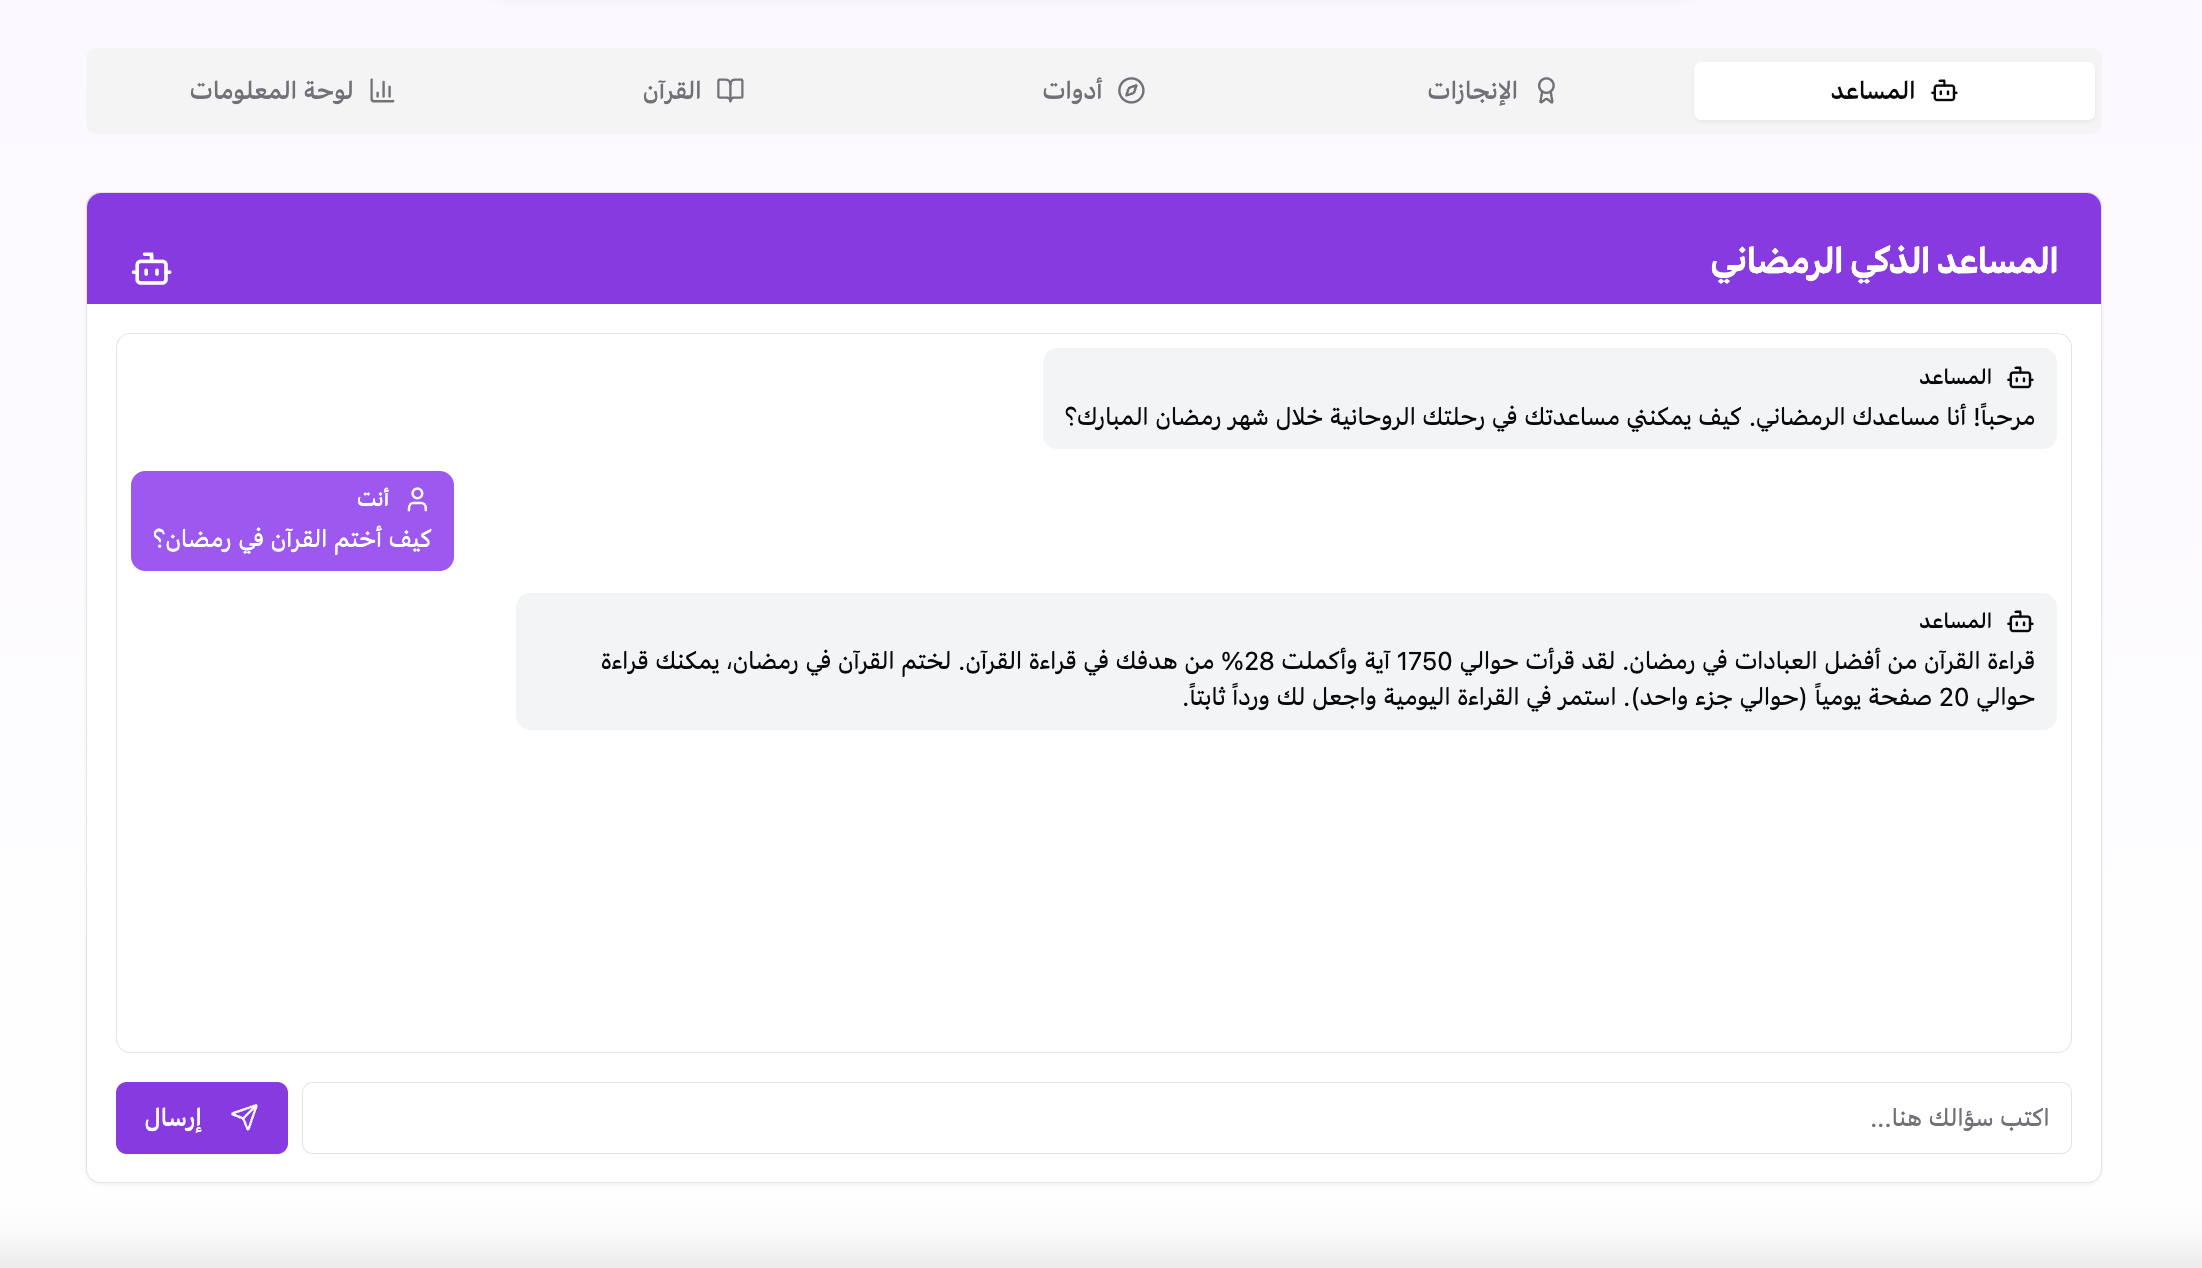 المساعد
الإنجازات
أدوات
القرآن
لوحة المعلومات
المساعد الذكي الرمضاني
المساعد
مرحباً! أنا مساعدك الرمضاني. كيف يمكنني مساعدتك في رحلتك الروحانية خلال شهر رمضان المبارك؟
أنت
كيف أختم القرآن في رمضان؟
المساعد
قراءة القرآن من أفضل العبادات في رمضان. لقد قرأت حوالي 1750 آية وأكملت 28% من هدفك في قراءة القرآن. لختم القرآن في رمضان، يمكنك قراءة
حوالي 20 صفحة يومياً (حوالي جزء واحد). استمر في القراءة اليومية واجعل لك ورداً ثابتاً.
اكتب سؤالك هنا...
إرسال